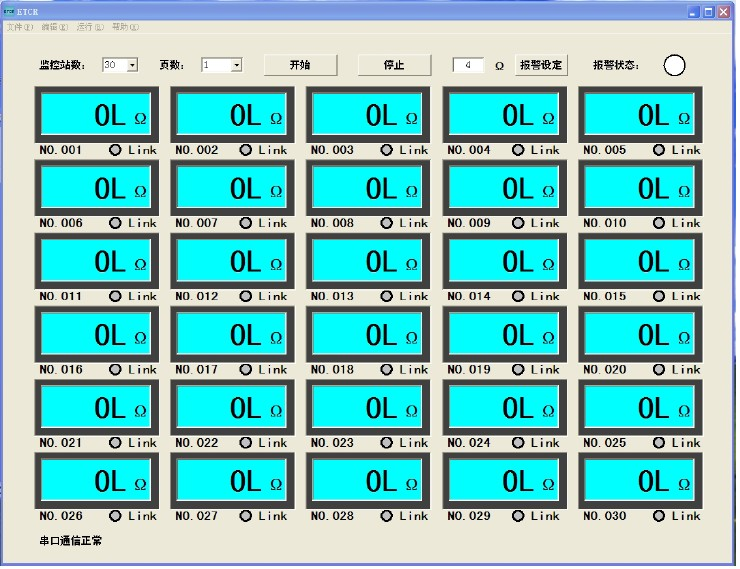 ETCR
文件(F) 编辑(E) 运行(R) 帮助(H)
监控站数: 30 页数: 1 开始 停止 4 Ω 报警设定 报警状态:
0L Ω 0L Ω 0L Ω 0L Ω 0L Ω
NO.001 Link NO.002 Link NO.003 Link NO.004 Link NO.005 Link
0L Ω 0L Ω 0L Ω 0L Ω 0L Ω
NO.006 Link NO.007 Link NO.008 Link NO.009 Link NO.010 Link
0L Ω 0L Ω 0L Ω 0L Ω 0L Ω
NO.011 Link NO.012 Link NO.013 Link NO.014 Link NO.015 Link
0L Ω 0L Ω 0L Ω 0L Ω 0L Ω
NO.016 Link NO.017 Link NO.018 Link NO.019 Link NO.020 Link
0L Ω 0L Ω 0L Ω 0L Ω 0L Ω
NO.021 Link NO.022 Link NO.023 Link NO.024 Link NO.025 Link
0L Ω 0L Ω 0L Ω 0L Ω 0L Ω
NO.026 Link NO.027 Link NO.028 Link NO.029 Link NO.030 Link
串口通信正常